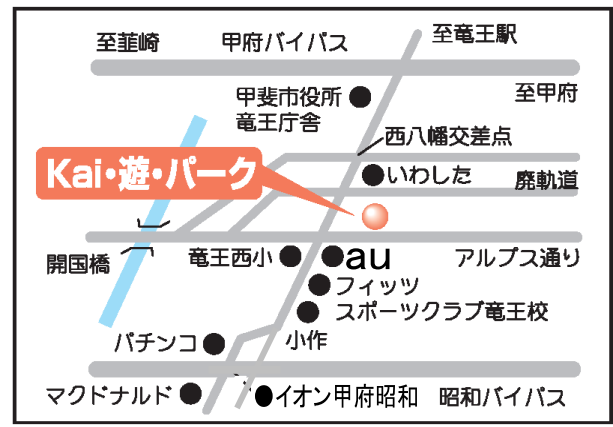 至韮崎
甲府バイパス
至竜王駅
甲斐市役所
竜王庁舎
至甲府
西八幡交差点
いわした
廃軌道
Kai・遊・パーク
開国橋
竜王西小
au
アルプス通り
フィッツ
スポーツクラブ竜王校
パチンコ
小作
マクドナルド
イオン甲府昭和
昭和バイパス